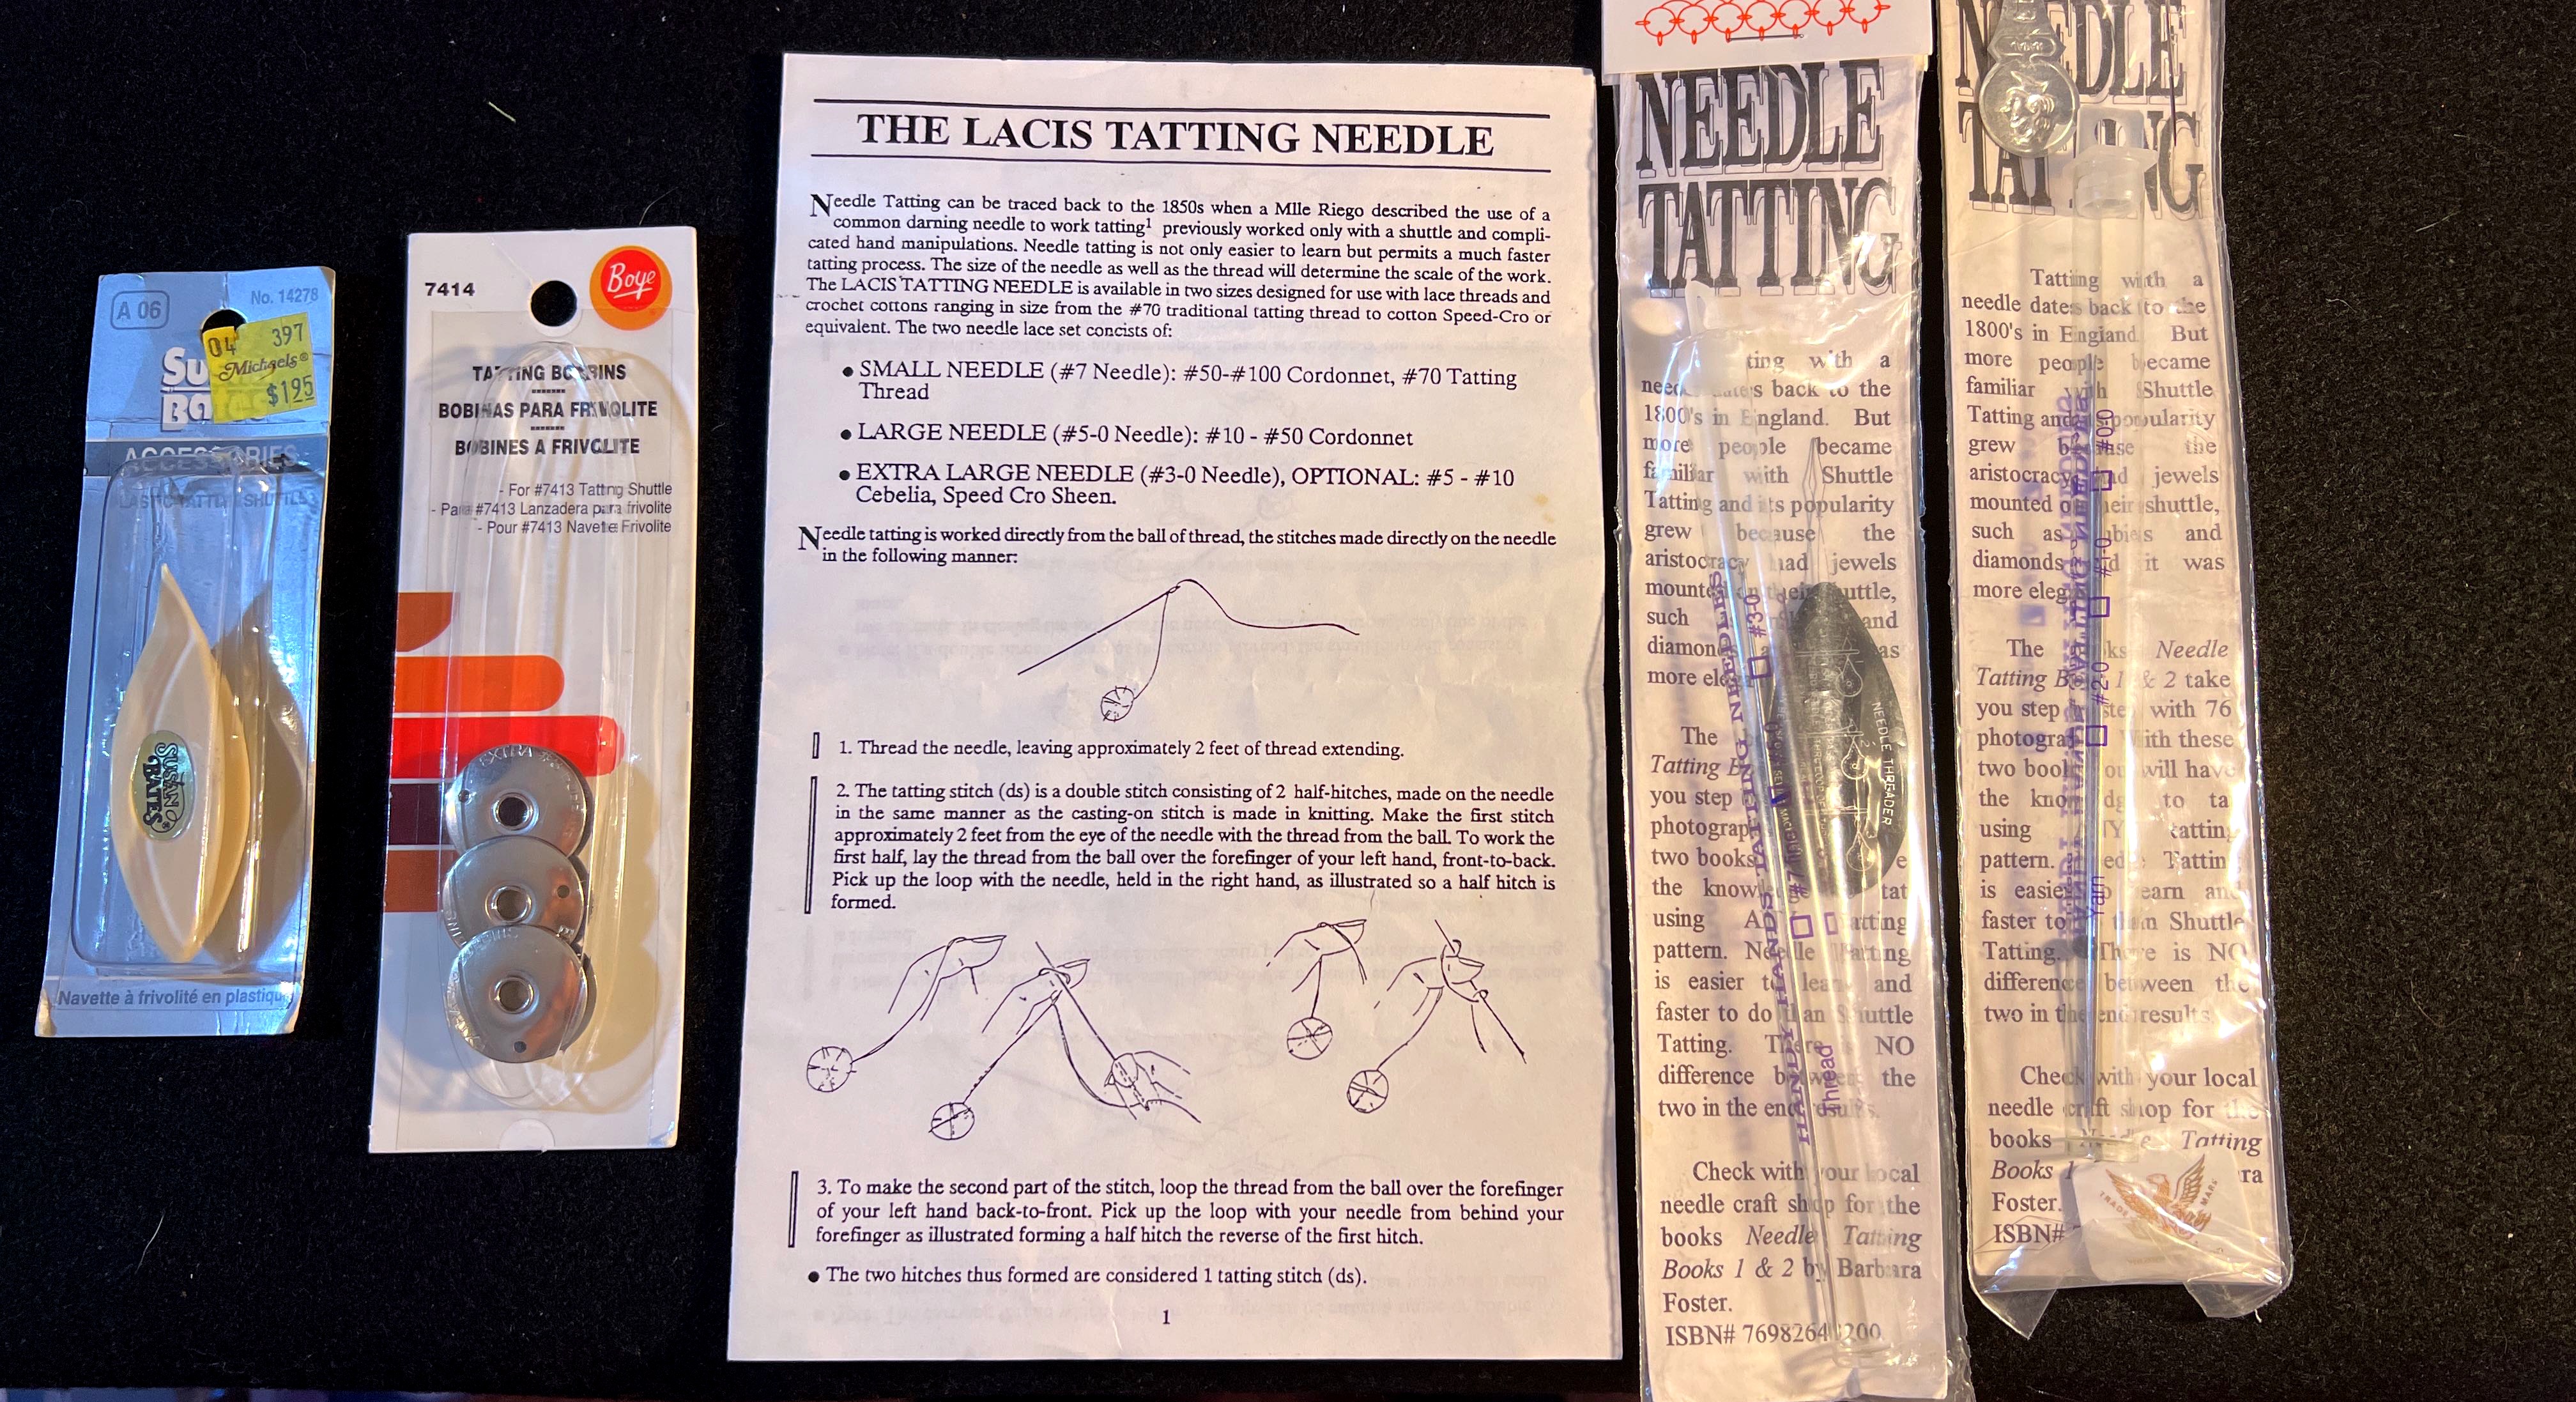 A 06
No. 14278
04
397
Michaels®
$1.95
ACCESSORIES
SUSAN
BATES®
Navette à frivolité en plastique
7414
Boye
TATTING BOBBINS
BOBINAS PARA FRIVOLITE
BOBINES A FRIVOLITE
- For #7413 Tatting Shuttle
- Para #7413 Lanzadera para frivolite
- Pour #7413 Navete Frivolite
EXTRA
THE LACIS TATTING NEEDLE
Needle Tatting can be traced back to the 1850s when a Mlle Riego described the use of a
common darning needle to work tatting¹ previously worked only with a shuttle and compli-
cated hand manipulations. Needle tatting is not only easier to learn but permits a much faster
tatting process. The size of the needle as well as the thread will determine the scale of the work.
The LACIS TATTING NEEDLE is available in two sizes designed for use with lace threads and
crochet cottons ranging in size from the #70 traditional tatting thread to cotton Speed-Cro or
equivalent. The two needle lace set concists of:
● SMALL NEEDLE (#7 Needle): #50-#100 Cordonnet, #70 Tatting
Thread
● LARGE NEEDLE (#5-0 Needle): #10 - #50 Cordonnet
● EXTRA LARGE NEEDLE (#3-0 Needle), OPTIONAL: #5 - #10
Cebelia, Speed Cro Sheen.
Needle tatting is worked directly from the ball of thread, the stitches made directly on the needle
in the following manner:
1. Thread the needle, leaving approximately 2 feet of thread extending.
2. The tatting stitch (ds) is a double stitch consisting of 2 half-hitches, made on the needle
in the same manner as the casting-on stitch is made in knitting. Make the first stitch
approximately 2 feet from the eye of the needle with the thread from the ball. To work the
first half, lay the thread from the ball over the forefinger of your left hand, front-to-back.
Pick up the loop with the needle, held in the right hand, as illustrated so a half hitch is
formed.
3. To make the second part of the stitch, loop the thread from the ball over the forefinger
of your left hand back-to-front. Pick up the loop with your needle from behind your
forefinger as illustrated forming a half hitch the reverse of the first hitch.
● The two hitches thus formed are considered 1 tatting stitch (ds).
1
NEEDLE
TATTING
with a
back to the
1800's in England. But
more people became
familiar with Shuttle
Tatting and its popularity
grew because the
aristocracy had jewels
such and
The
Tatting
you step
two books
the
using
pattern. Needle Tatting
is easier to learn and
faster to do than Shuttle
Tatting. There NO
difference the
two in the end
Check with your local
needle craft shop for the
books Needle Tatting
Books 1 & 2 by Barbara
Foster.
ISBN#
HANDY HANDS TATTING NEEDLES
#3-0
Thread
NEEDLE THREADER
NEEDLE
Tatting with a
needle dates back to the
1800's in England. But
more people became
familiar with Shuttle
Tatting and popularity
grew because the
aristocracy had jewels
mounted shuttle,
such as and
diamonds it was
more
The Needle
Tatting 1 & 2 take
you step with 76
With these
two will have
the to
using tatting
pattern. Tatting
is easier learn and
faster to than Shuttle
Tatting. There is NO
difference between the
two in the end results.
Check with your local
needle craft shop for the
books Tatting
Books 1
Foster.
ISBN#
#0-0
#1-0
#2-0
Yarn
TRADE MARK